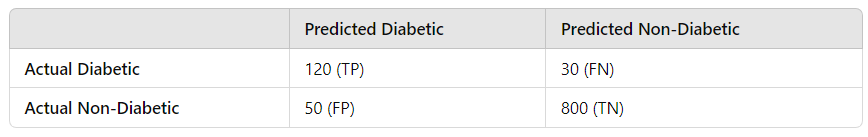 Predicted Diabetic Predicted Non-Diabetic
Actual Diabetic 120 (TP) 30 (FN)
Actual Non-Diabetic 50 (FP) 800 (TN)